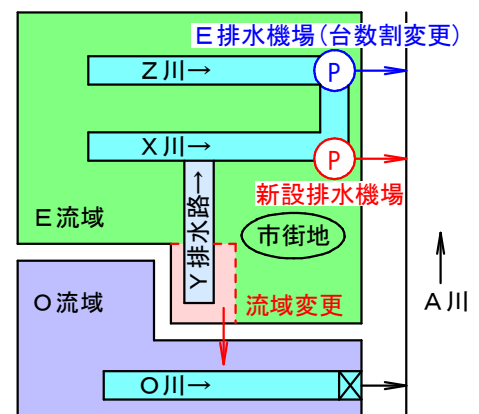 E排水機場(台数割変更)
Z川→
P
X川→
P
新設排水機場
Y排水路→
E流域
市街地
流域変更
A川
O流域
O川→